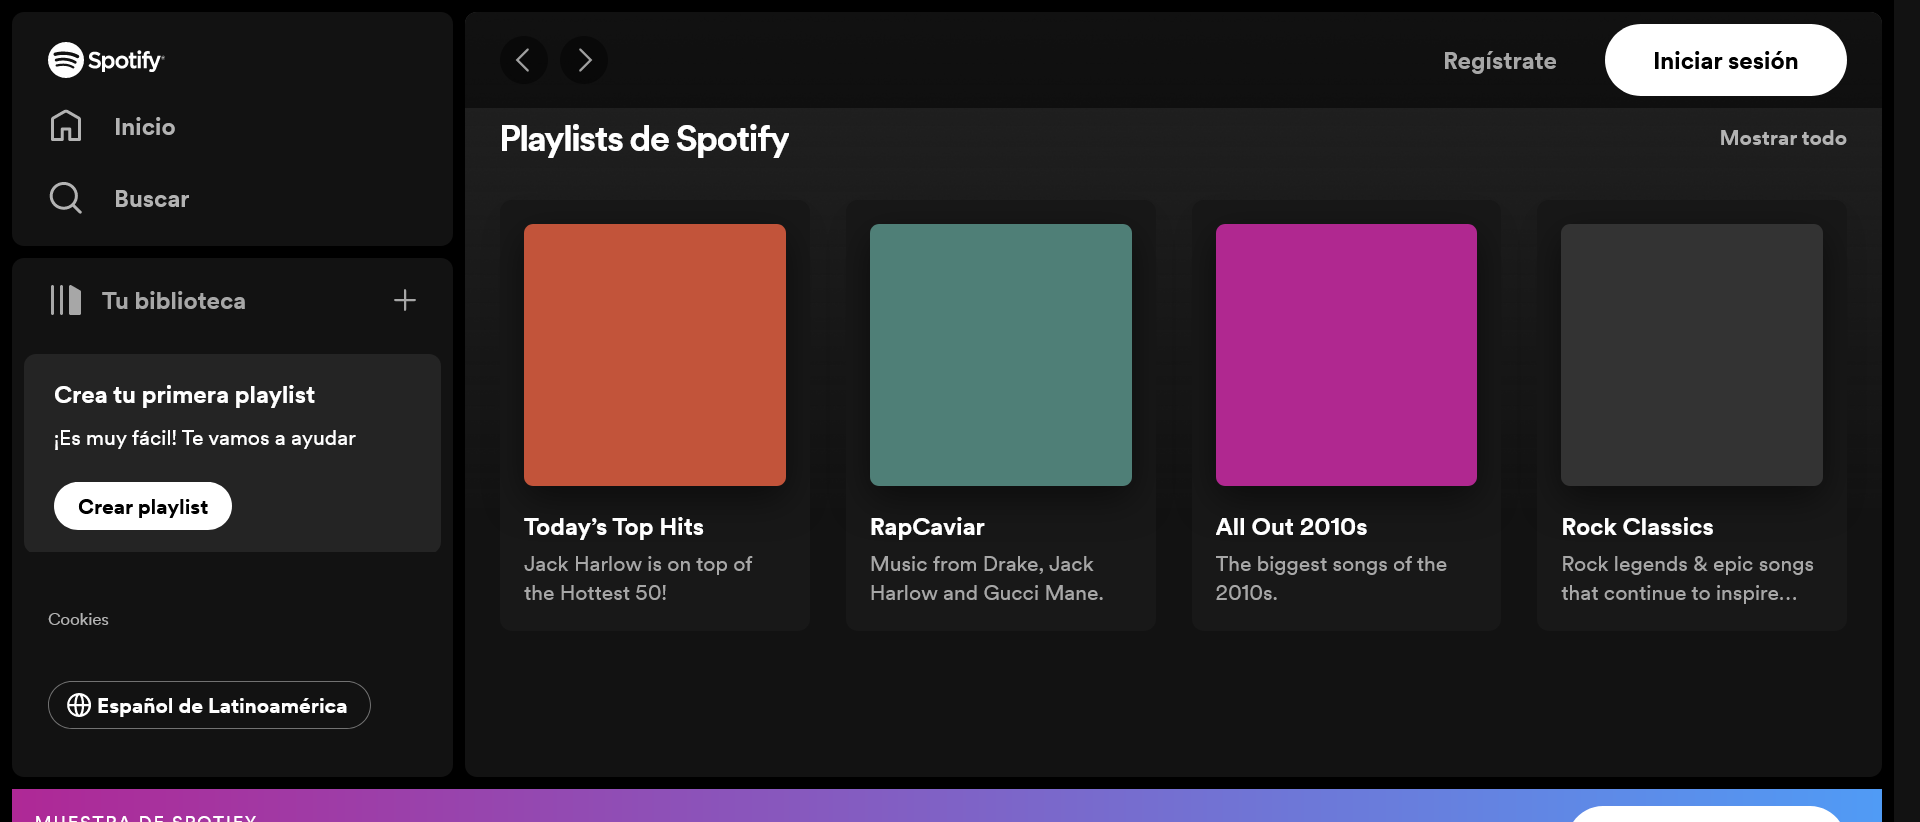 Spotify
Inicio
Buscar
Tu biblioteca
Crea tu primera playlist
¡Es muy fácil! Te vamos a ayudar
Crear playlist
Cookies
Español de Latinoamérica
Regístrate
Iniciar sesión
Playlists de Spotify
Mostrar todo
Today’s Top Hits
Jack Harlow is on top of
the Hottest 50!
RapCaviar
Music from Drake, Jack
Harlow and Gucci Mane.
All Out 2010s
The biggest songs of the
2010s.
Rock Classics
Rock legends & epic songs
that continue to inspire…
MUESTRA DE SPOTIFY